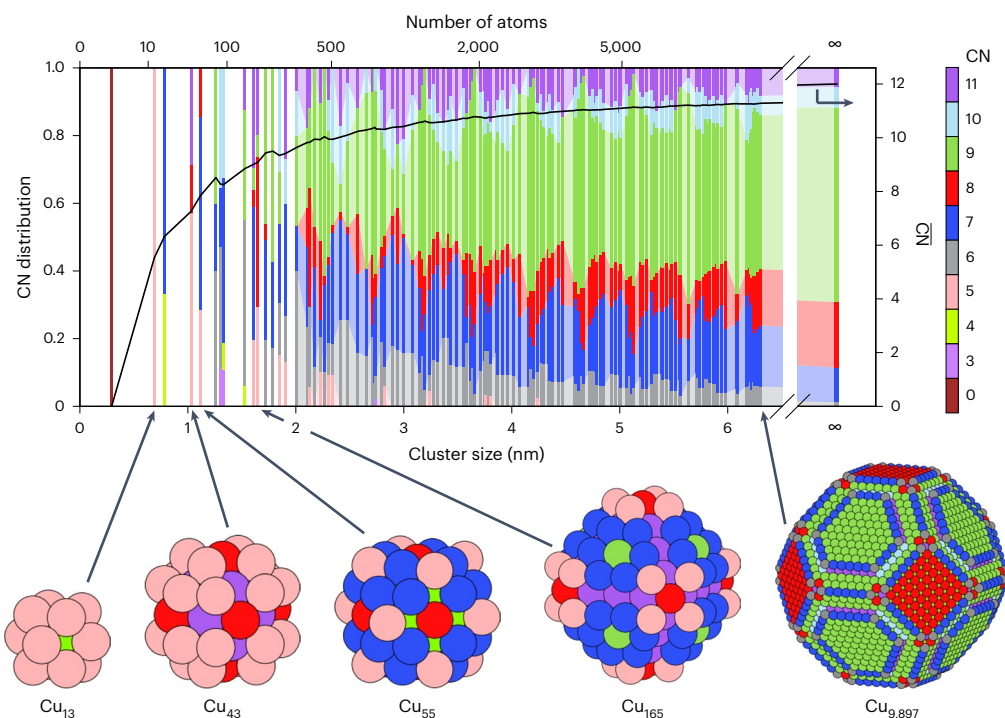 Number of atoms
0 10 100 500 2,000 5,000 ∞
CN
1.0 12 11
10
0.8 10 9
8
0.6 8 7
CN distribution 6 CN
6
0.4 5
4 4
0.2 3
2 0
0 0
0 1 2 3 4 5 6 ∞
Cluster size (nm)
Cu13 Cu43 Cu55 Cu165 Cu9,897